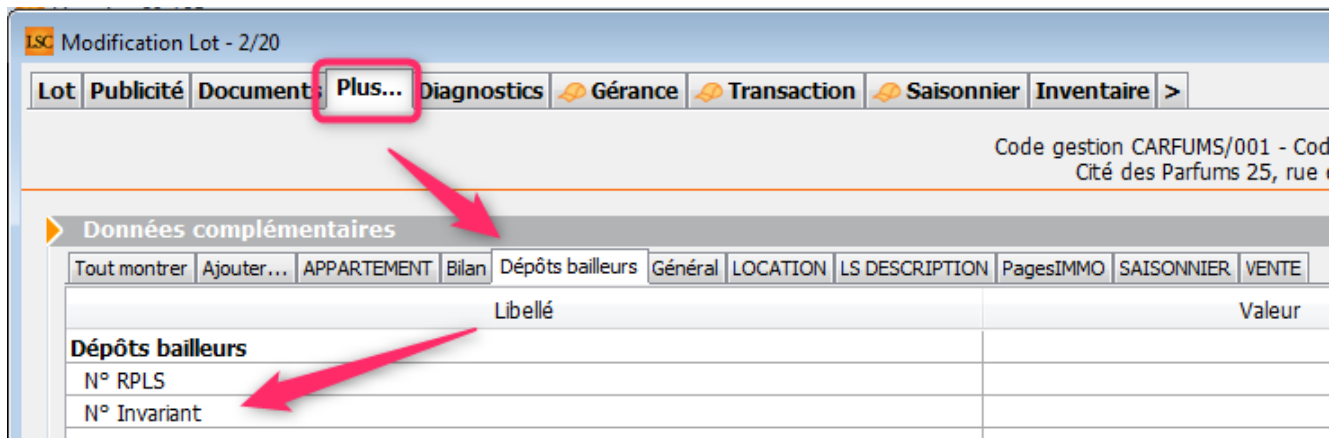 LSC Modification Lot - 2/20
Lot Publicité Documents Plus... Diagnostics Gérance Transaction Saisonnier Inventaire >
Code gestion CARFUMS/001 - Cod
Cité des Parfums 25, rue
Données complémentaires
Tout montrer Ajouter... APPARTEMENT Bilan Dépôts bailleurs Général LOCATION LS DESCRIPTION PagesIMMO SAISONNIER VENTE
Libellé Valeur
Dépôts bailleurs
N° RPLS
N° Invariant